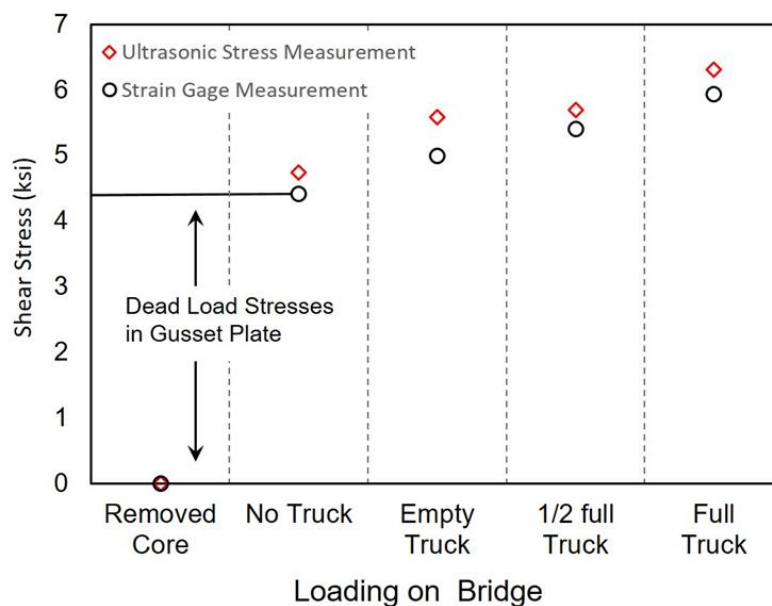 7
Ultrasonic Stress Measurement
6
Strain Gage Measurement
5
4
Shear Stress (ksi)
3
Dead Load Stresses
in Gusset Plate
2
1
0
Removed Core
No Truck
Empty Truck
1/2 full Truck
Full Truck
Loading on Bridge